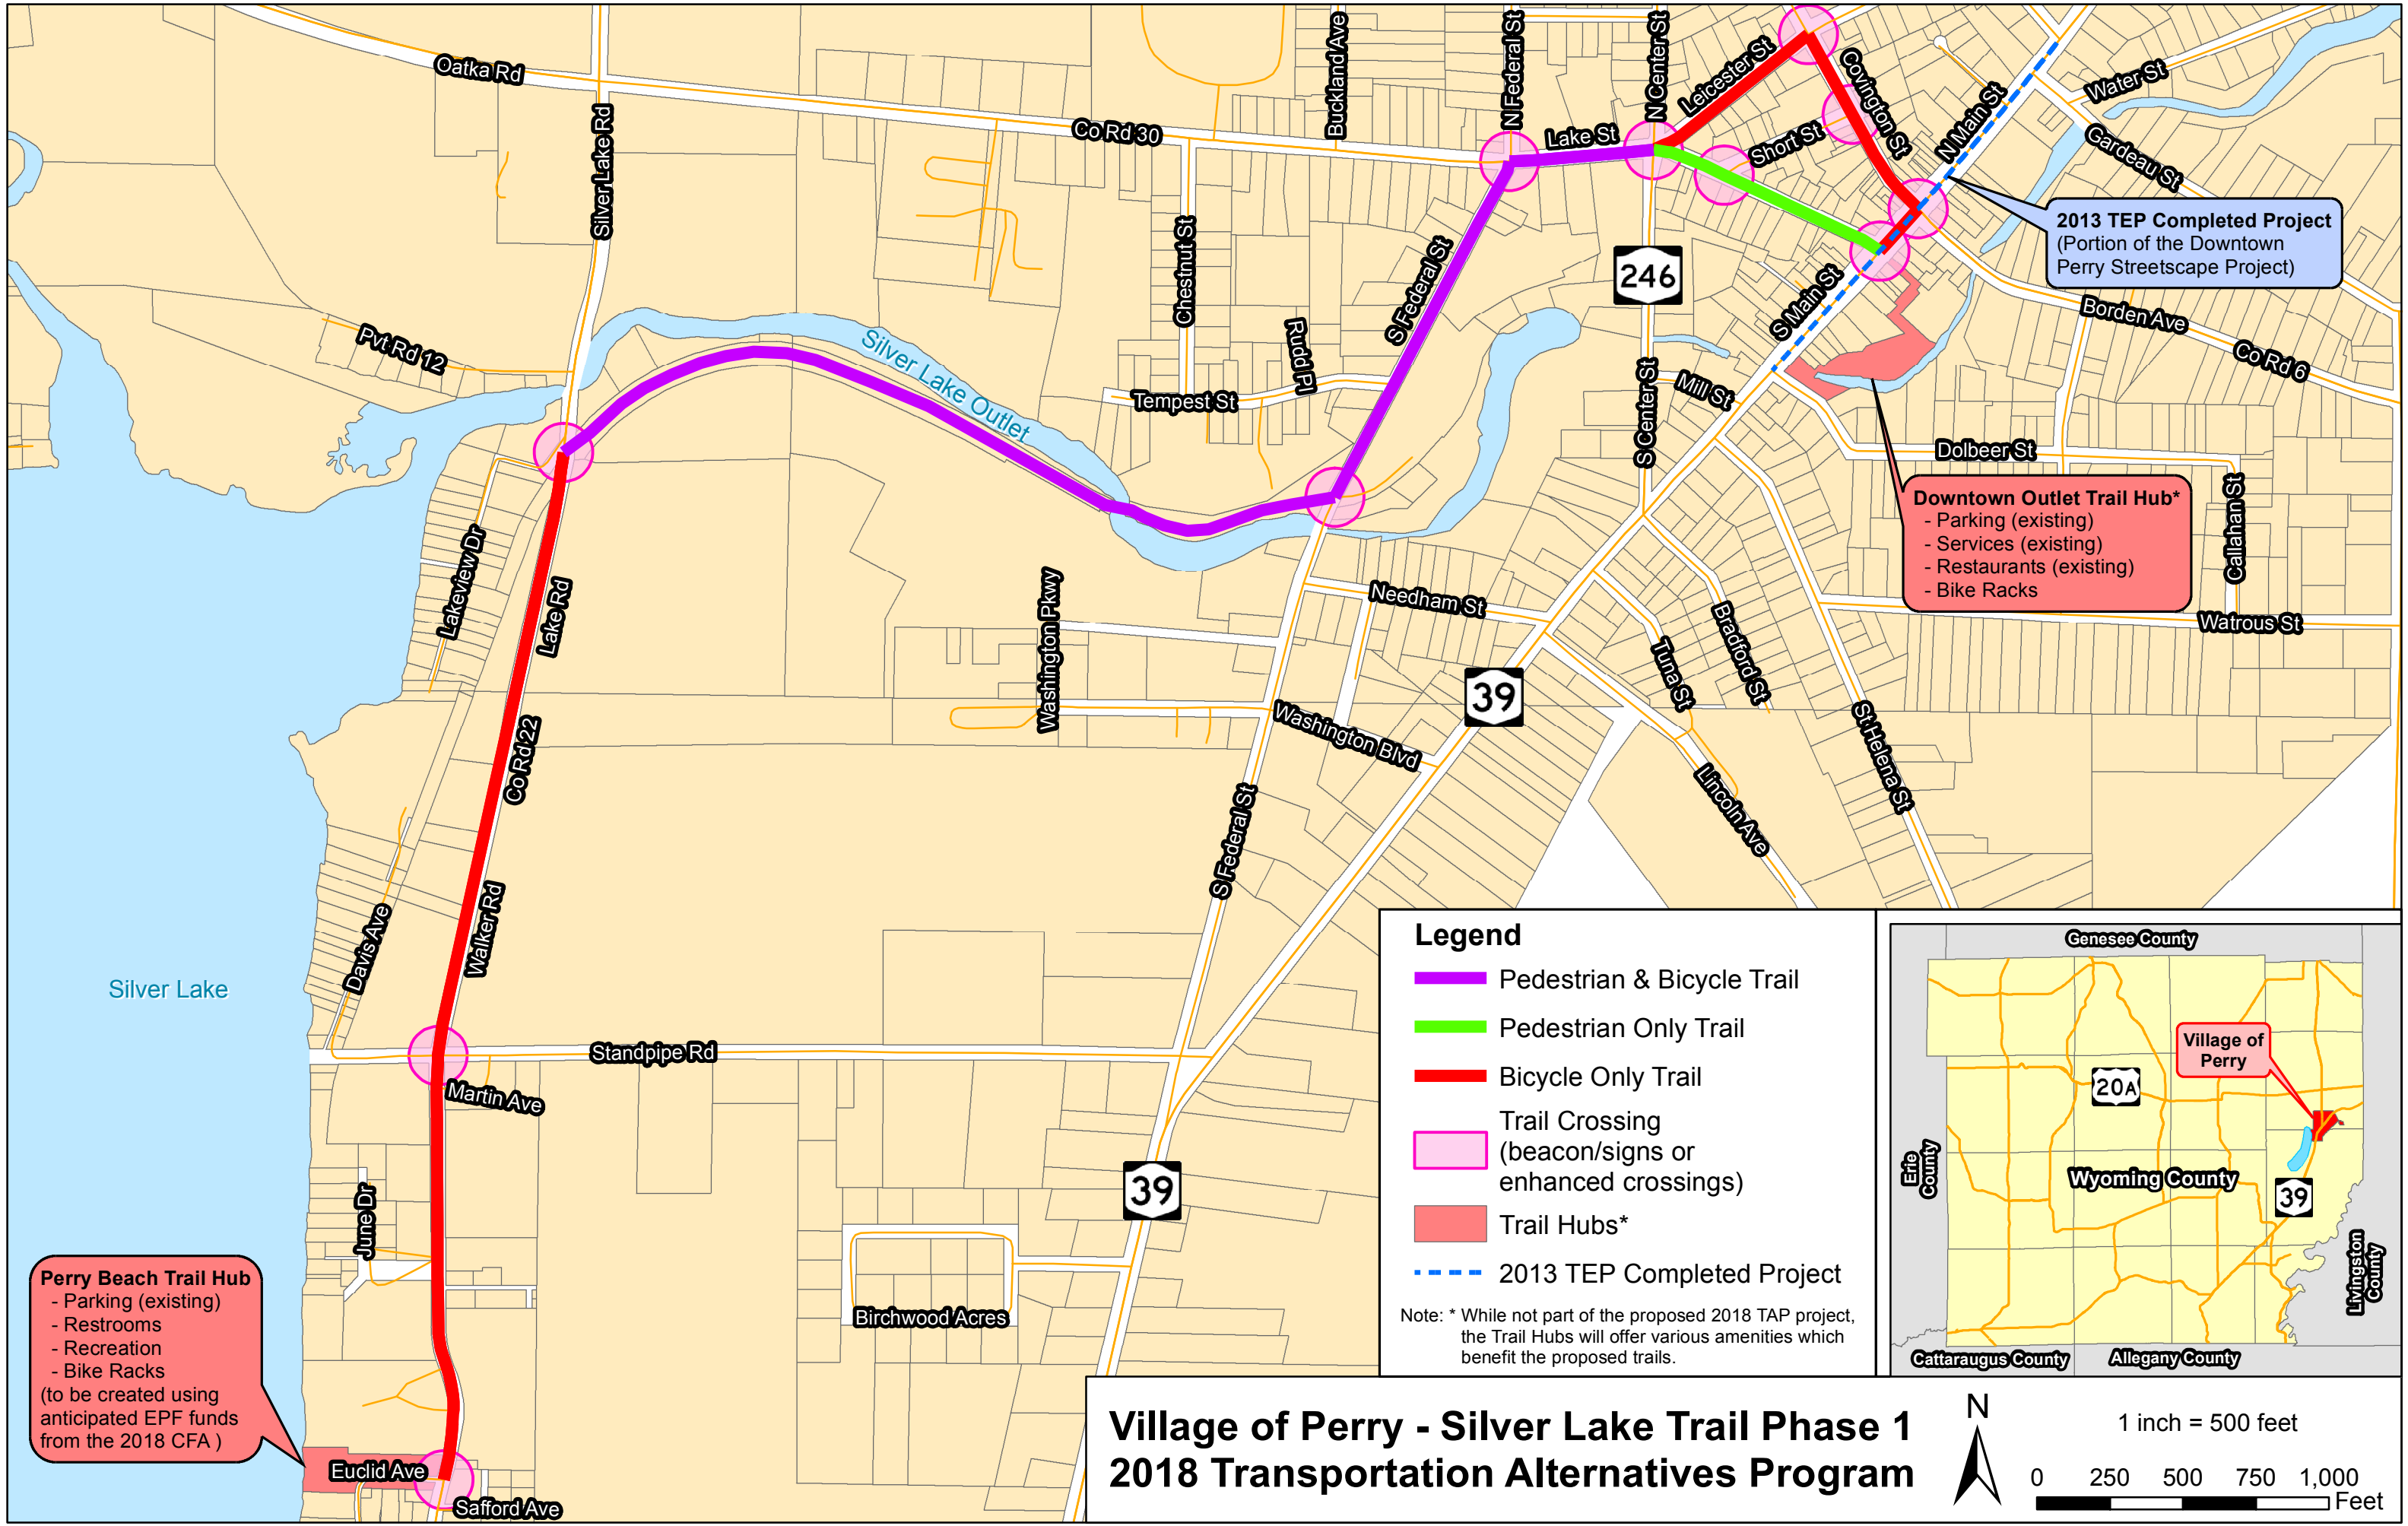 Oatka Rd
Silver Lake Rd
Co Rd 30
Buckland Ave
N Federal St
Lake St
N Center St
Leicester St
Covington St
Short St
N Main St
Water St
Gardeau St
2013 TEP Completed Project
(Portion of the Downtown
Perry Streetscape Project)
246
S Main St
Borden Ave
Co Rd 6
Pvt Rd 12
Silver Lake Outlet
Chestnut St
Tempest St
Rudd Pl
S Federal St
S Center St
Mill St
Dolbeer St
Callahan St
Downtown Outlet Trail Hub*
- Parking (existing)
- Services (existing)
- Restaurants (existing)
- Bike Racks
Watrous St
Lakeview Dr
Lake Rd
Co Rd 22
Walker Rd
Davis Ave
Washington Pkwy
Needham St
Washington Blvd
39
Tuna St
Bradford St
St Helena St
Lincoln Ave
S Federal St
Silver Lake
Standpipe Rd
Martin Ave
June Dr
39
Birchwood Acres
Perry Beach Trail Hub
- Parking (existing)
- Restrooms
- Recreation
- Bike Racks
(to be created using
anticipated EPF funds
from the 2018 CFA )
Euclid Ave
Safford Ave
Legend
Pedestrian & Bicycle Trail
Pedestrian Only Trail
Bicycle Only Trail
Trail Crossing
(beacon/signs or
enhanced crossings)
Trail Hubs*
2013 TEP Completed Project
Note: * While not part of the proposed 2018 TAP project,
the Trail Hubs will offer various amenities which
benefit the proposed trails.
Genesee County
Village of
Perry
20A
Erie
County
Wyoming County
39
Livingston
County
Cattaraugus County
Allegany County
Village of Perry - Silver Lake Trail Phase 1
2018 Transportation Alternatives Program
N
1 inch = 500 feet
0 250 500 750 1,000
Feet